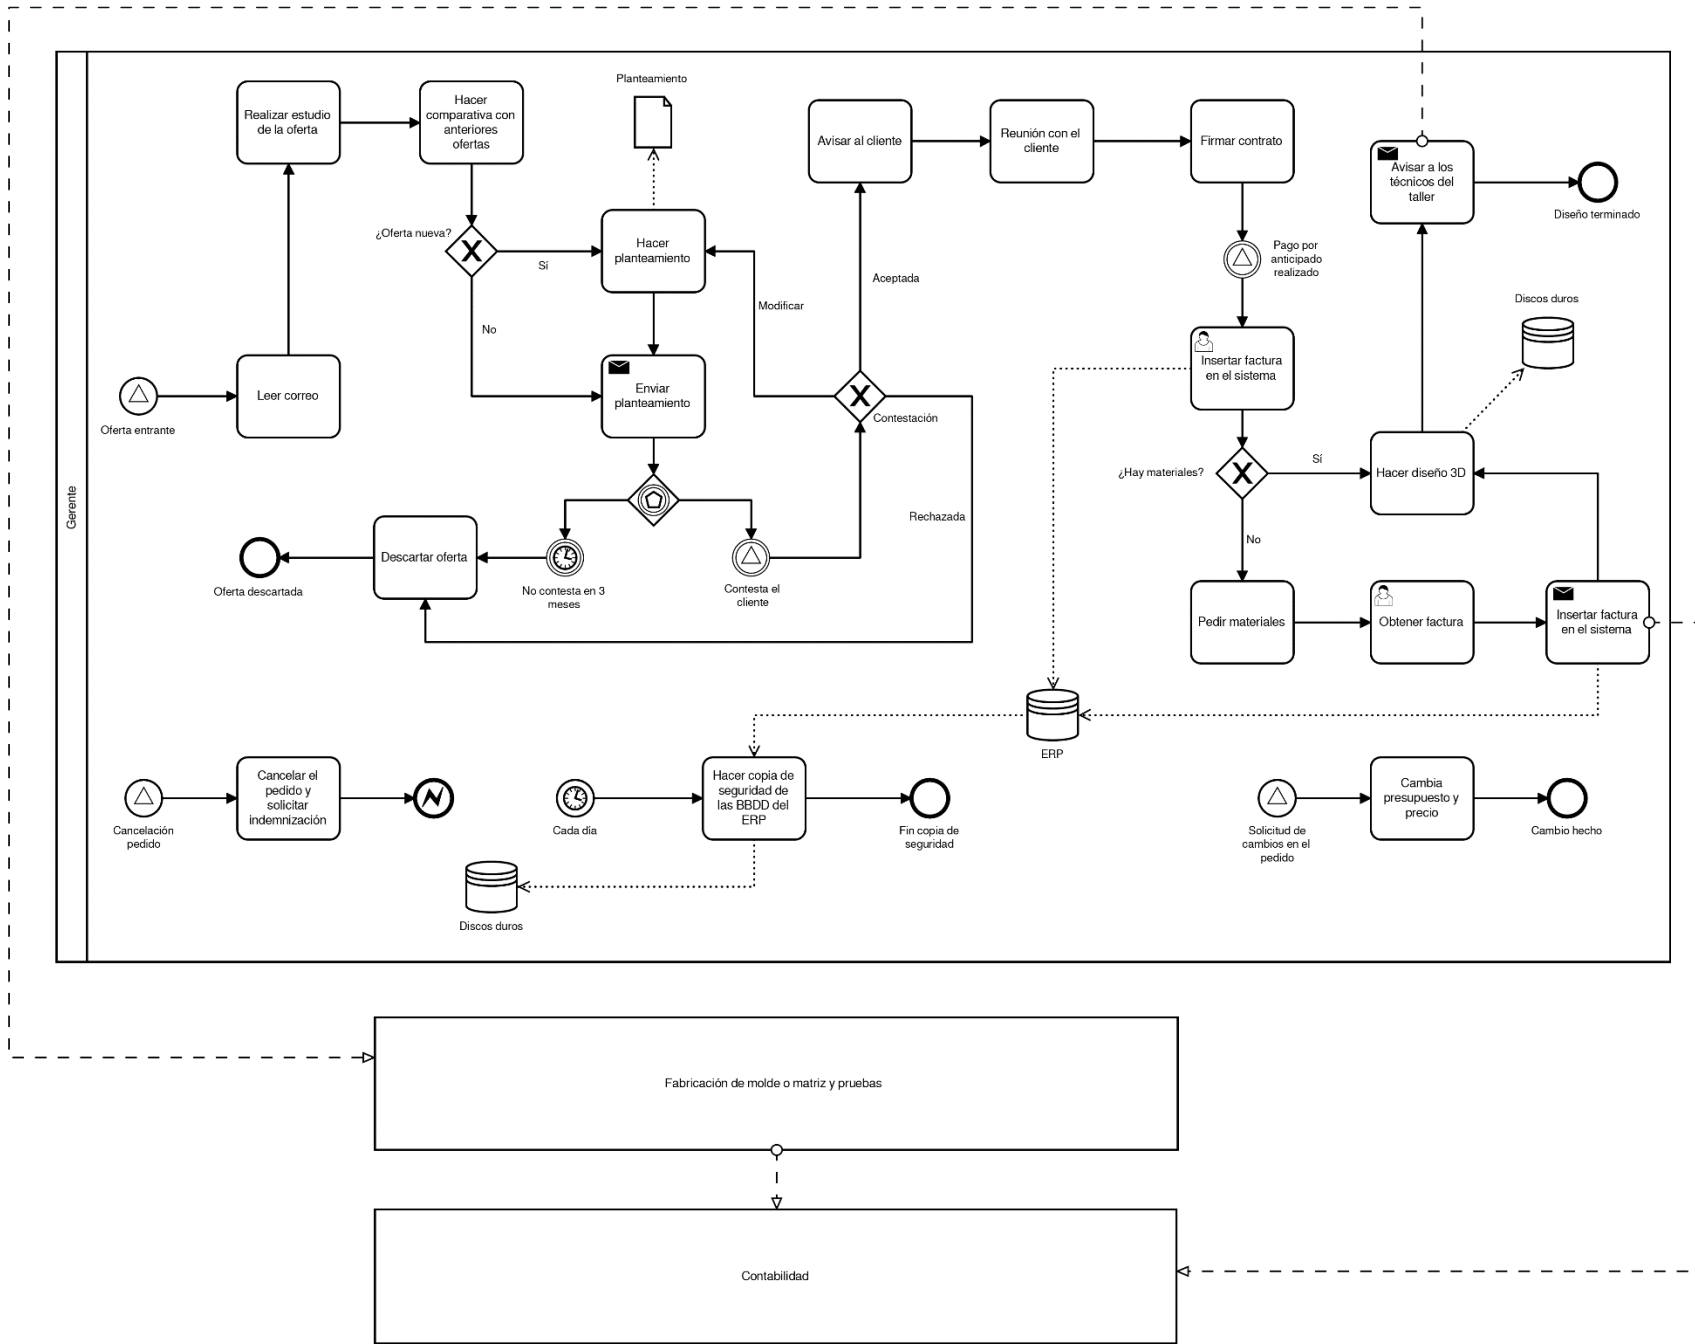 Gerente
Planteamiento
Realizar estudio
de la oferta
Hacer
comparativa con
anteriores
ofertas
Avisar al cliente
Reunión con el
cliente
Firmar contrato
Avisar a los
técnicos del
taller
Diseño terminado
¿Oferta nueva?
Sí
Hacer
planteamiento
Pago por
anticipado
realizado
Aceptada
Modificar
No
Discos duros
Leer correo
Oferta entrante
Enviar
planteamiento
Contestación
Insertar factura
en el sistema
¿Hay materiales?
Sí
Hacer diseño 3D
Rechazada
No
Descartar oferta
Oferta descartada
No contesta en 3
meses
Contesta el
cliente
Pedir materiales
Obtener factura
Insertar factura
en el sistema
ERP
Cancelación
pedido
Cancelar el
pedido y
solicitar
indemnización
Cada día
Hacer copia de
seguridad de
las BBDD del
ERP
Fin copia de
seguridad
Solicitud de
cambios en el
pedido
Cambia
presupuesto y
precio
Cambio hecho
Discos duros
Fabricación de molde o matriz y pruebas
Contabilidad